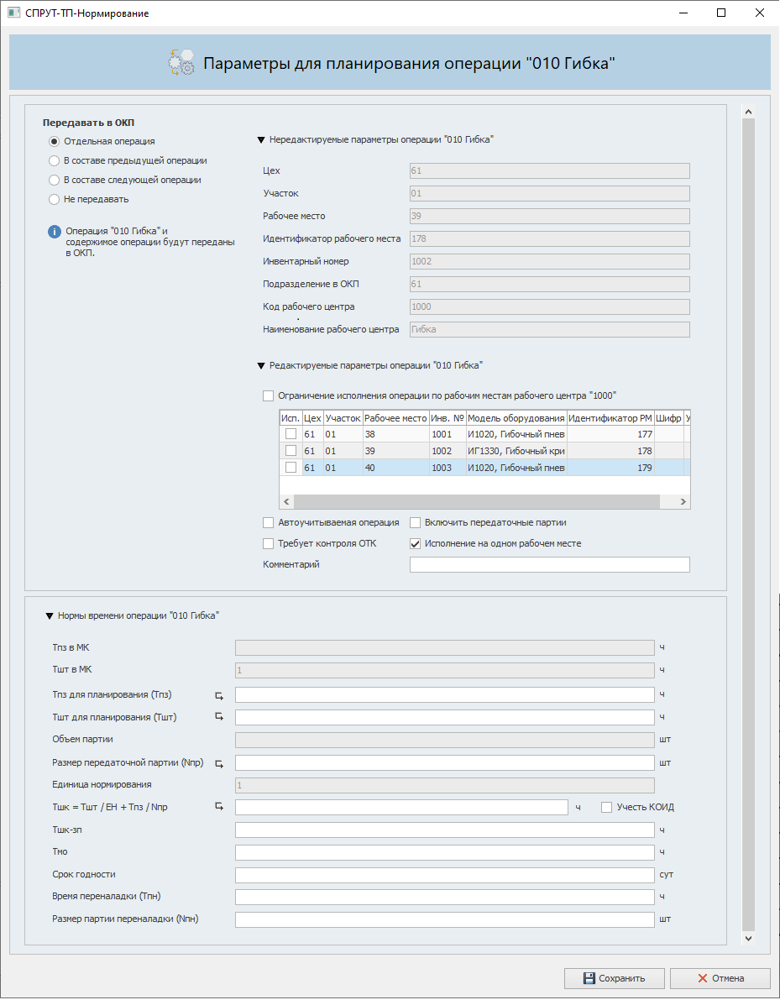 СПРУТ-ТП-Нормирование
Параметры для планирования операции "010 Гибка"
Передавать в ОКП
Отдельная операция
В составе предыдущей операции
В составе следующей операции
Не передавать
Операция "010 Гибка" и
содержимое операции будут переданы
в ОКП.
Нередактируемые параметры операции "010 Гибка"
Цех 61
Участок 01
Рабочее место 39
Идентификатор рабочего места 178
Инвентарный номер 1002
Подразделение в ОКП 61
Код рабочего центра 1000
Наименование рабочего центра Гибка
Редактируемые параметры операции "010 Гибка"
Ограничение исполнения операции по рабочим местам рабочего центра "1000"
Исп. Цех Участок Рабочее место Инв. № Модель оборудования Идентификатор РМ Шифр У
61 01 38 1001 И1020, Гибочный пнев 177
61 01 39 1002 ИГ1330, Гибочный кри 178
61 01 40 1003 И1020, Гибочный пнев 179
Автоучитываемая операция Включить передаточные партии
Требует контроля ОТК Исполнение на одном рабочем месте
Комментарий
Нормы времени операции "010 Гибка"
Тпз в МК ч
Тшт в МК 1 ч
Тпз для планирования (Тпз) ч
Тшт для планирования (Тшт) ч
Объем партии шт
Размер передаточной партии (Nпр) шт
Единица нормирования 1
Тшк = Тшт / ЕН + Тпз / Nпр ч Учесть КОИД
Тшк-зп ч
Тмо ч
Срок годности сут
Время переналадки (Тпн) ч
Размер партии переналадки (Nпн) шт
Сохранить Отмена